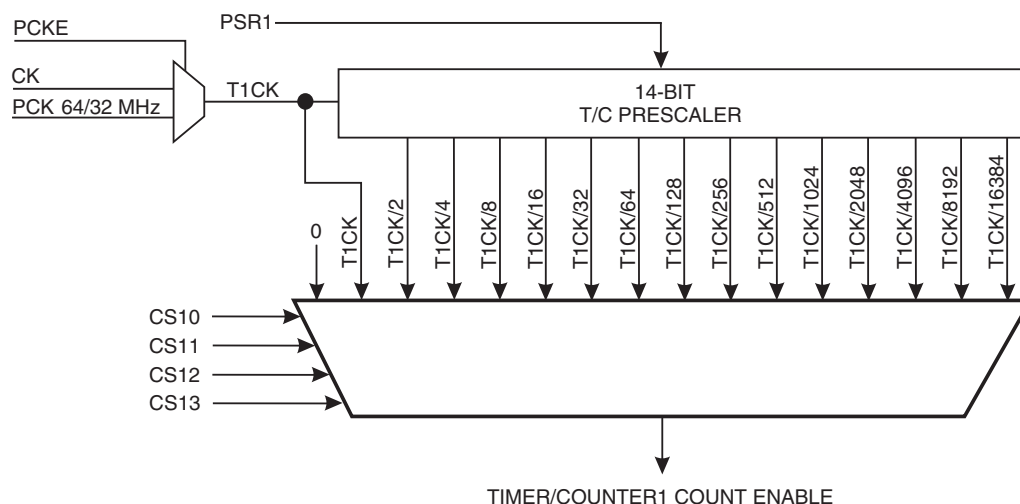 PSR1
PCKE
CK
PCK 64/32 MHz
T1CK
14-BIT
T/C PRESCALER
0
T1CK
T1CK/2
T1CK/4
T1CK/8
T1CK/16
T1CK/32
T1CK/64
T1CK/128
T1CK/256
T1CK/512
T1CK/1024
T1CK/2048
T1CK/4096
T1CK/8192
T1CK/16384
CS10
CS11
CS12
CS13
TIMER/COUNTER1 COUNT ENABLE